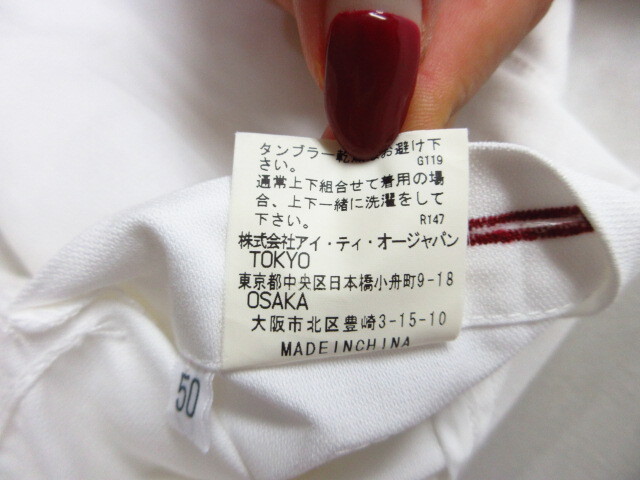 タンブラー乾燥はお避け下
さい。 G119
通常上下組合せて着用の場
合、上下一緒に洗濯をして
下さい。 R147
株式会社アイ・ティ・オージャパン
TOKYO
東京都中央区日本橋小舟町9-18
OSAKA
大阪市北区豊崎3-15-10
MADEINCHINA
50